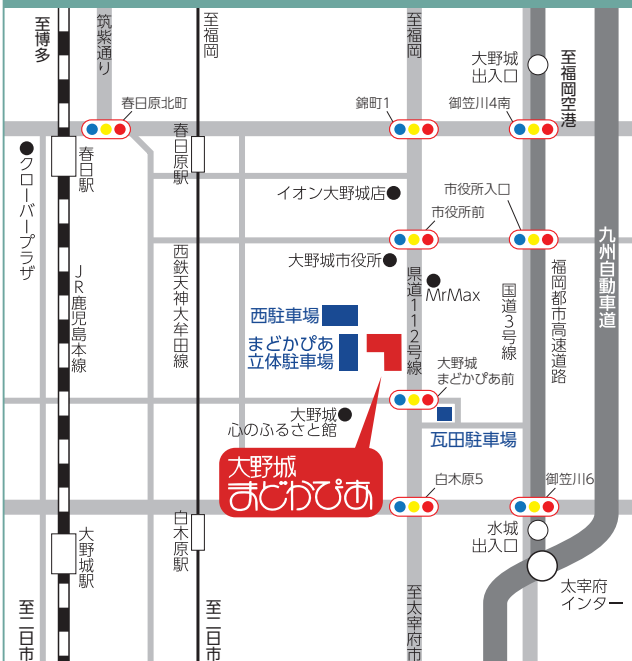 至博多
筑紫通り
至福岡
至福岡
大野城
出入口
至福岡空港
春日原北町
錦町1
御笠川4南
春日原駅
春日駅
クローバープラザ
イオン大野城店
市役所入口
市役所前
九州自動車道
大野城市役所
JR鹿児島本線
西鉄天神大牟田線
県道112号線
MrMax
国道3号線
福岡都市高速道路
西駐車場
まどかぴあ
立体駐車場
大野城
まどかぴあ前
大野城
心のふるさと館
瓦田駐車場
大野城
まどかぴあ
白木原5
御笠川6
白木原駅
大野城駅
水城
出入口
太宰府
インター
至二日市
至二日市
至太宰府市